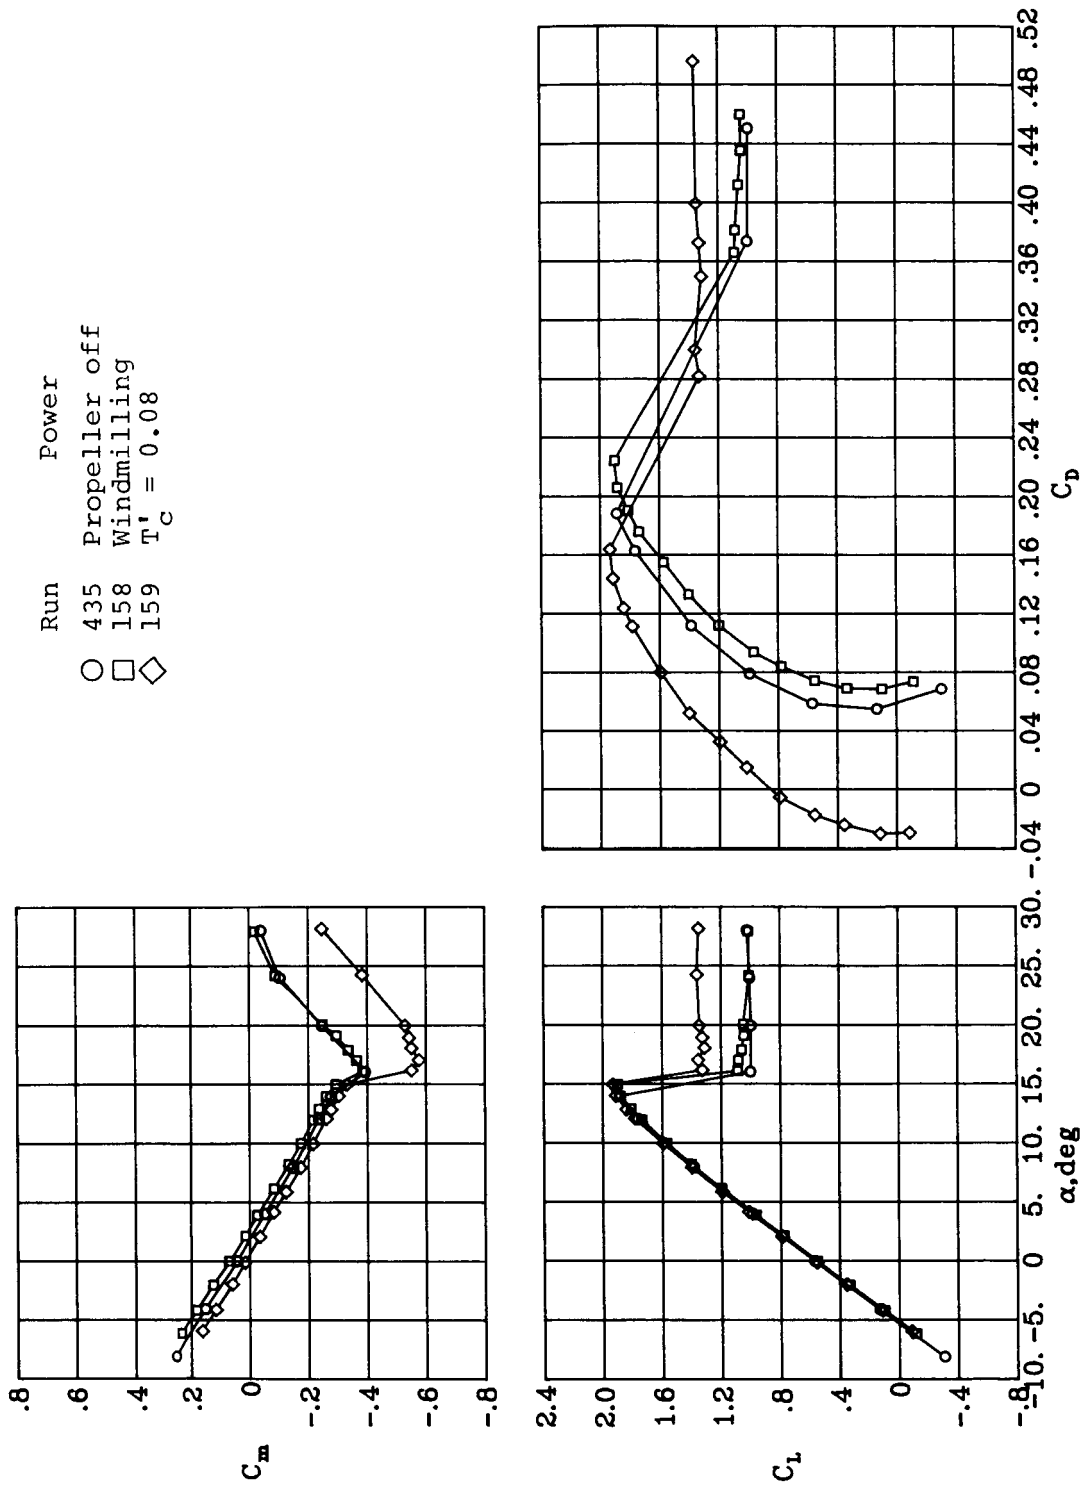 Run Power
435 Propeller off
158 Windmilling
159 T'c = 0.08
.8
.6
.4
.2
0
-.2
-.4
-.6
-.8
Cm
2.4
2.0
1.6
1.2
.8
.4
0
-.4
-.8
CL
-10. -5. 0 5. 10. 15. 20. 25. 30.
α,deg
-.04 0 .04 .08 .12 .16 .20 .24 .28 .32 .36 .40 .44 .48 .52
CD